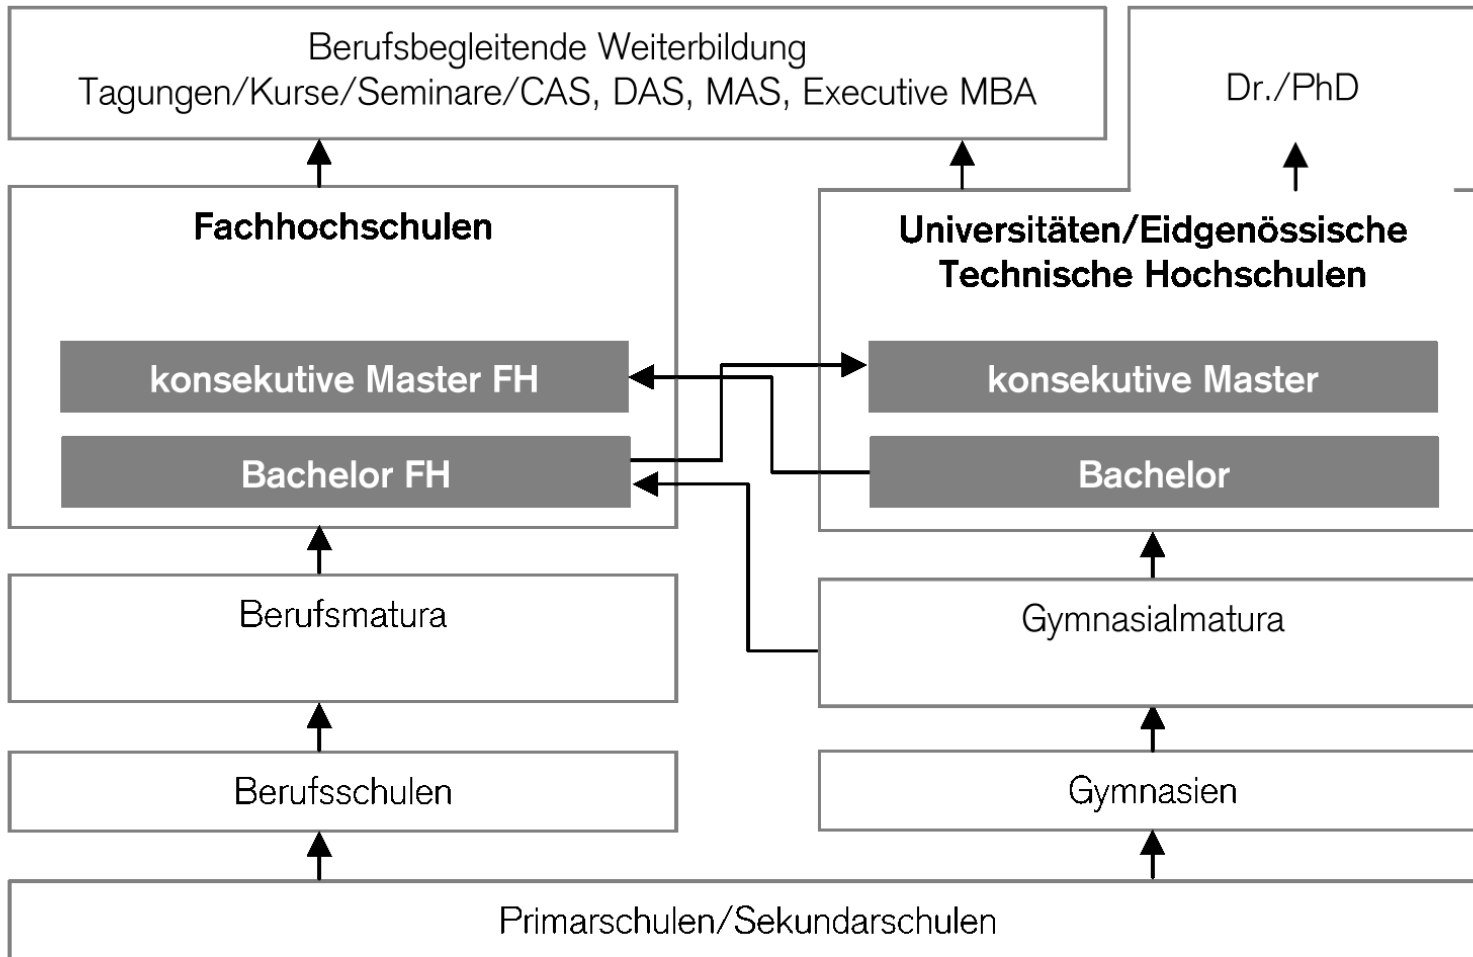 Berufsbegleitende Weiterbildung
Tagungen/Kurse/Seminare/CAS, DAS, MAS, Executive MBA
Dr./PhD
Fachhochschulen
Universitäten/Eidgenössische
Technische Hochschulen
konsekutive Master FH
konsekutive Master
Bachelor FH
Bachelor
Berufsmatura
Gymnasialmatura
Berufsschulen
Gymnasien
Primarschulen/Sekundarschulen